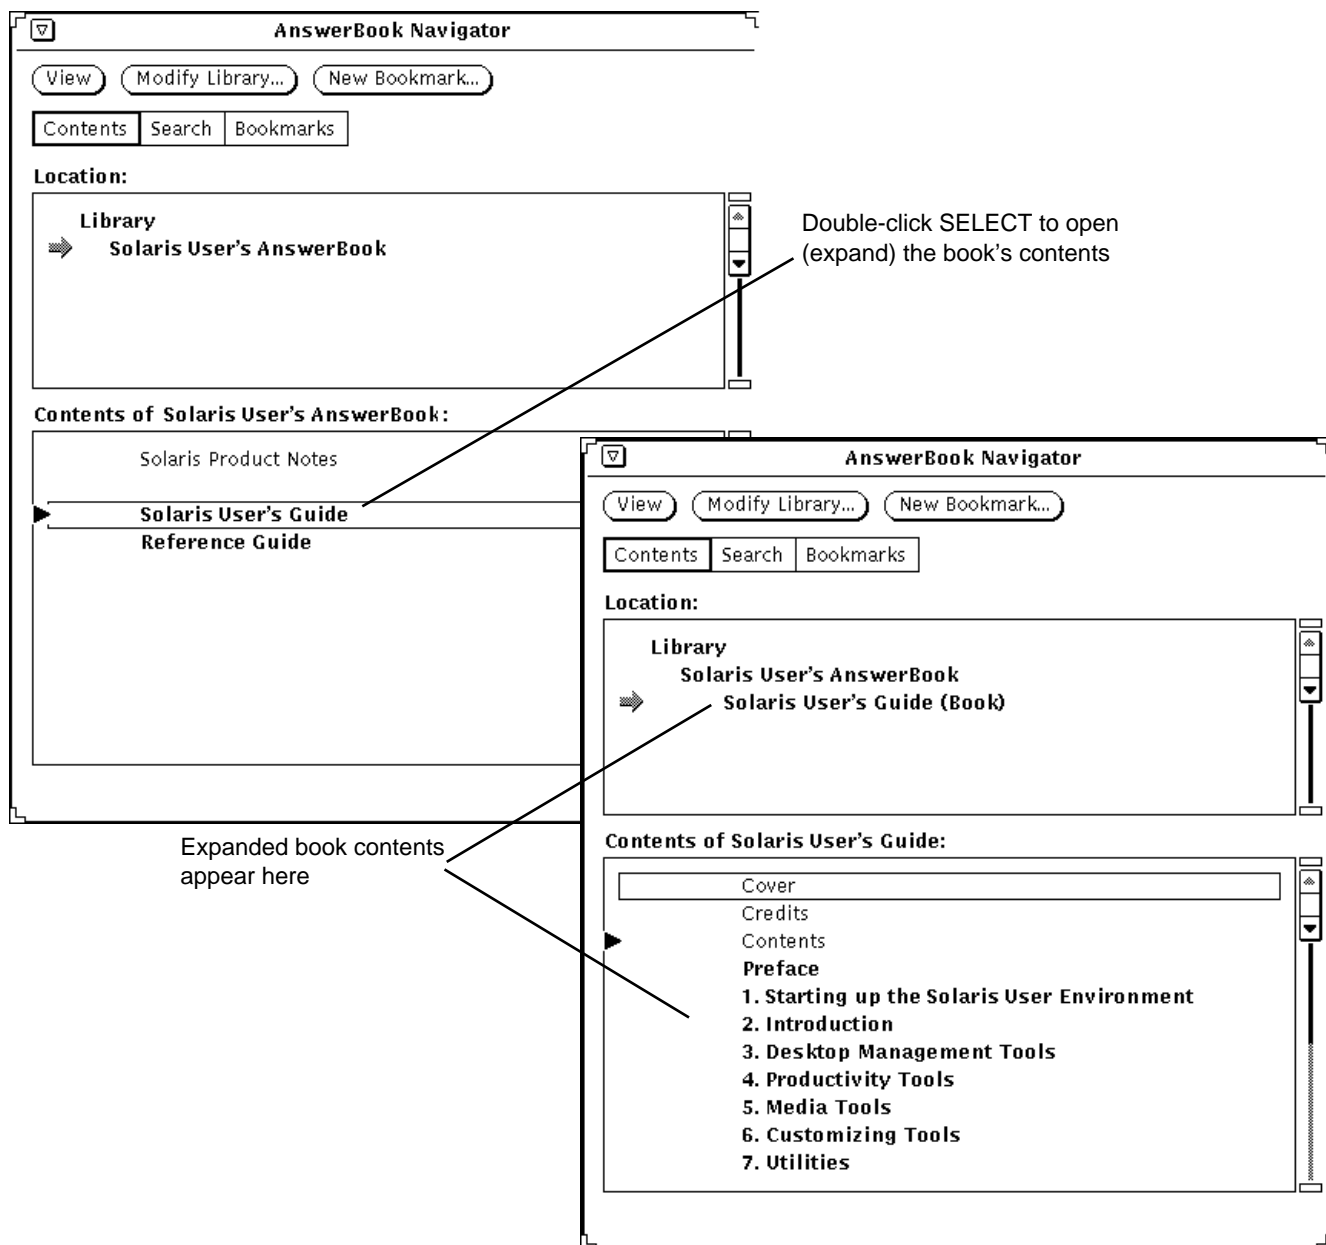 AnswerBook Navigator
View Modify Library... New Bookmark...
Contents Search Bookmarks
Location:
Library
Solaris User's AnswerBook
Double-click SELECT to open
(expand) the book's contents
Contents of Solaris User's AnswerBook:
Solaris Product Notes
Solaris User's Guide
Reference Guide
AnswerBook Navigator
View Modify Library... New Bookmark...
Contents Search Bookmarks
Location:
Library
Solaris User's AnswerBook
Solaris User's Guide (Book)
Expanded book contents
appear here
Contents of Solaris User's Guide:
Cover
Credits
Contents
Preface
1. Starting up the Solaris User Environment
2. Introduction
3. Desktop Management Tools
4. Productivity Tools
5. Media Tools
6. Customizing Tools
7. Utilities